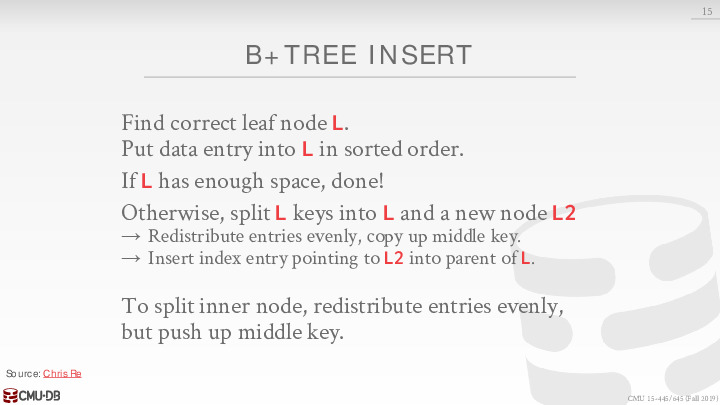 15
B+TREE INSERT
Find correct leaf node L.
Put data entry into L in sorted order.
If L has enough space, done!
Otherwise, split L keys into L and a new node L2
→ Redistribute entries evenly, copy up middle key.
→ Insert index entry pointing to L2 into parent of L.
To split inner node, redistribute entries evenly,
but push up middle key.
Source: Chris Re
CMU·DB
CMU 15-445/645 (Fall 2019)